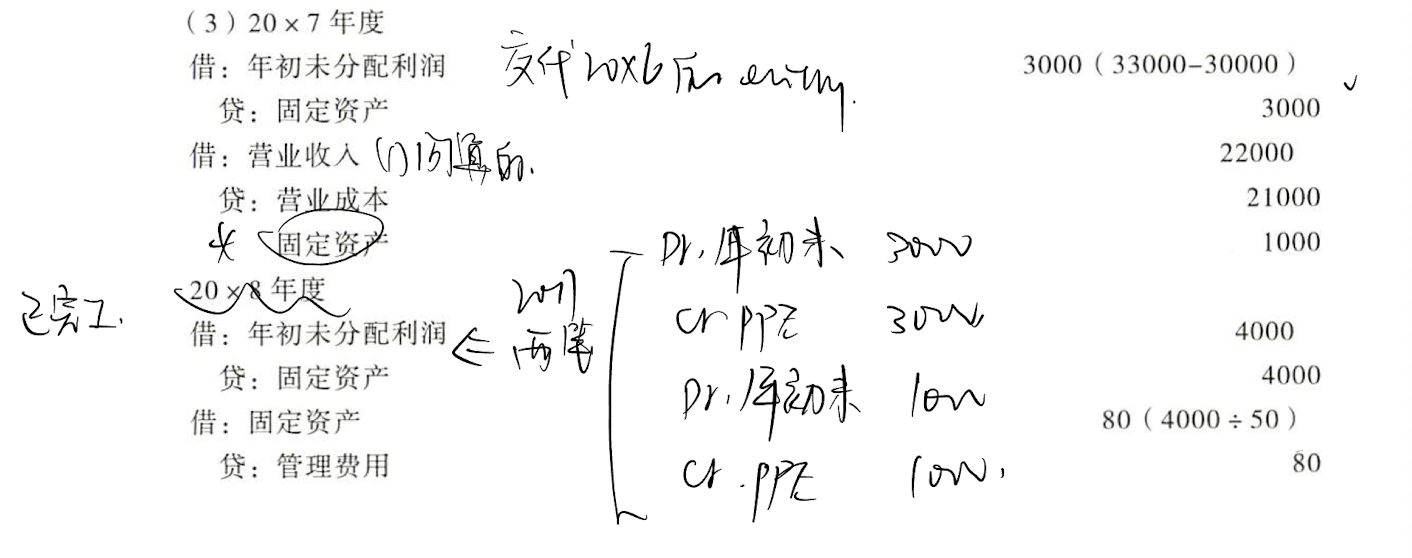 （3）20×7 年度
借：年初未分配利润 交代20X6 的 entry. 3000（33000-30000）
贷：固定资产 3000
借：营业收入 (1)问算的. 22000
贷：营业成本 21000
固定资产 1000
Dr. 年初未 3000
20×8 年度
已完工.
2017
两笔
Cr PPE 3000
借：年初未分配利润 ⇐ 4000
贷：固定资产 4000
Dr. 年初未 1000
借：固定资产 80（4000÷50）
贷：管理费用 80
Cr. PPE 1000.